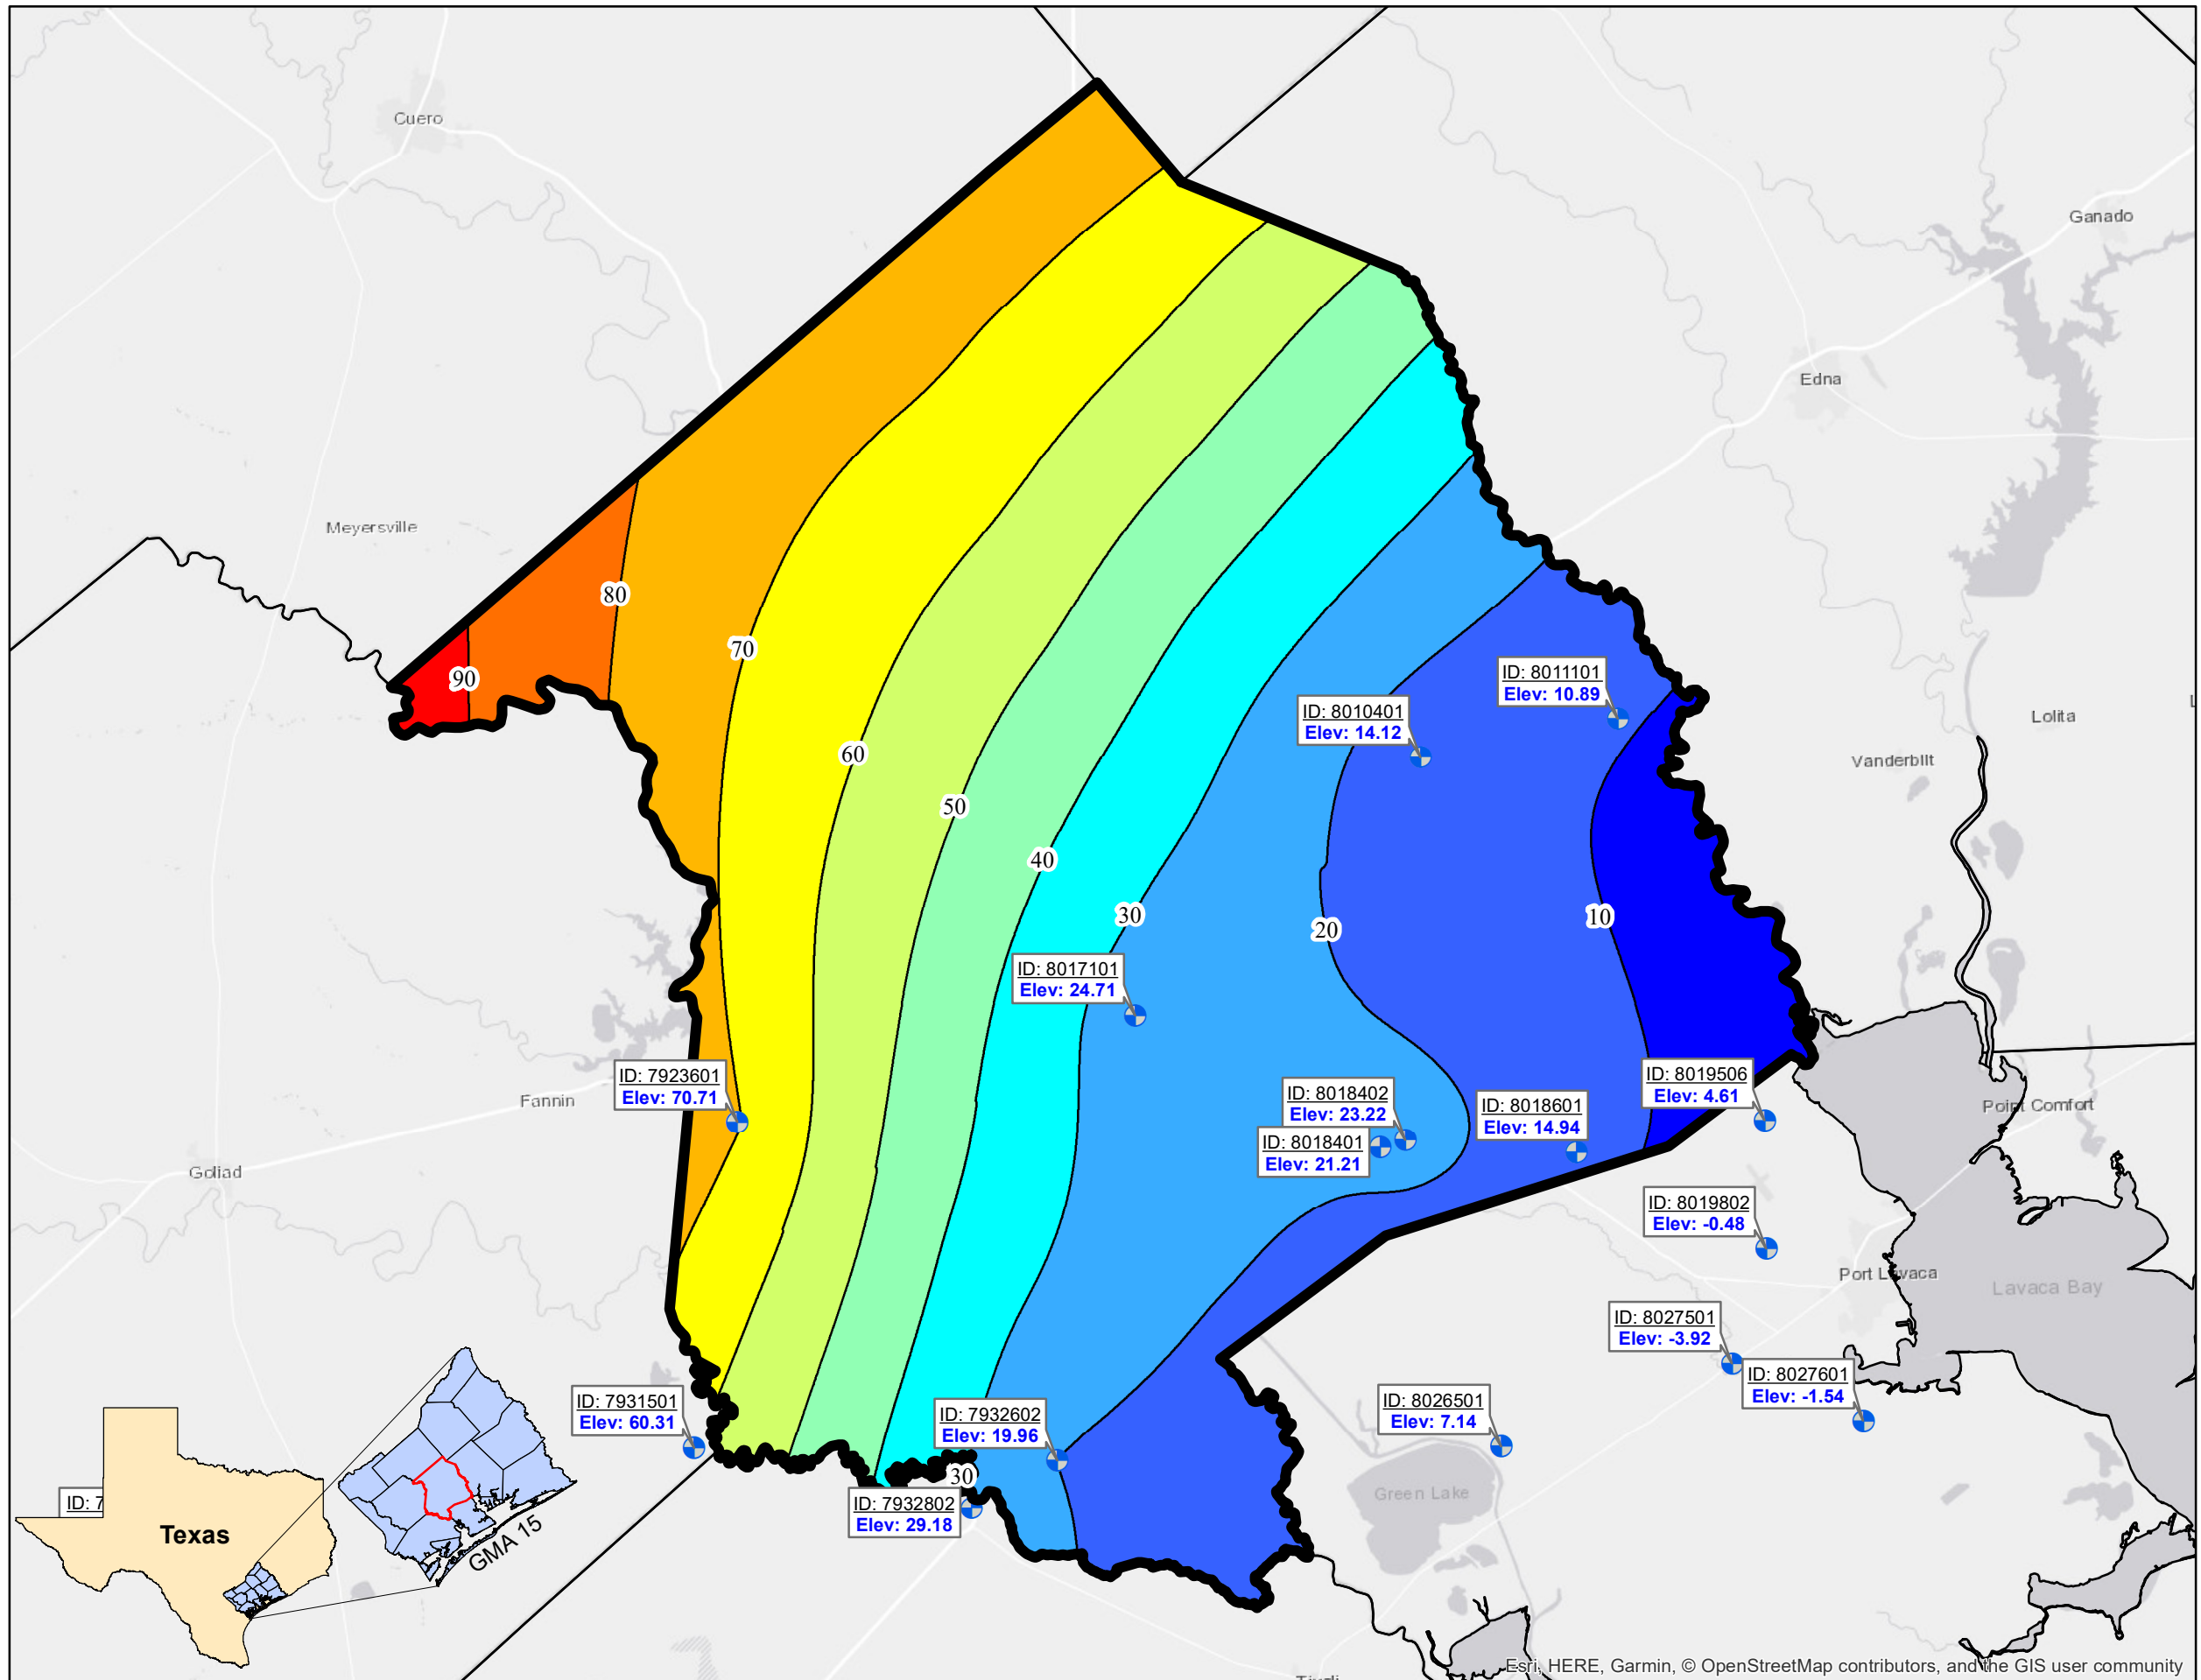 Cuero
Ganado
Edna
Meyersville
80
70
90
ID: 8011101
Elev: 10.89
ID: 8010401
Elev: 14.12
Lolita
L
Vanderbilt
60
50
40
30
20
10
ID: 8017101
Elev: 24.71
ID: 7923601
Elev: 70.71
Fannin
ID: 8018402
Elev: 23.22
ID: 8018401
Elev: 21.21
ID: 8018601
Elev: 14.94
ID: 8019506
Elev: 4.61
Point Comfort
Goliad
ID: 8019802
Elev: -0.48
Port Lavaca
Lavaca Bay
ID: 8027501
Elev: -3.92
ID: 8027601
Elev: -1.54
ID: 7931501
Elev: 60.31
ID: 7932602
Elev: 19.96
ID: 8026501
Elev: 7.14
30
Green Lake
ID: 7932802
Elev: 29.18
ID: 7
Texas
GMA 15
Esri, HERE, Garmin, © OpenStreetMap contributors, and the GIS user community